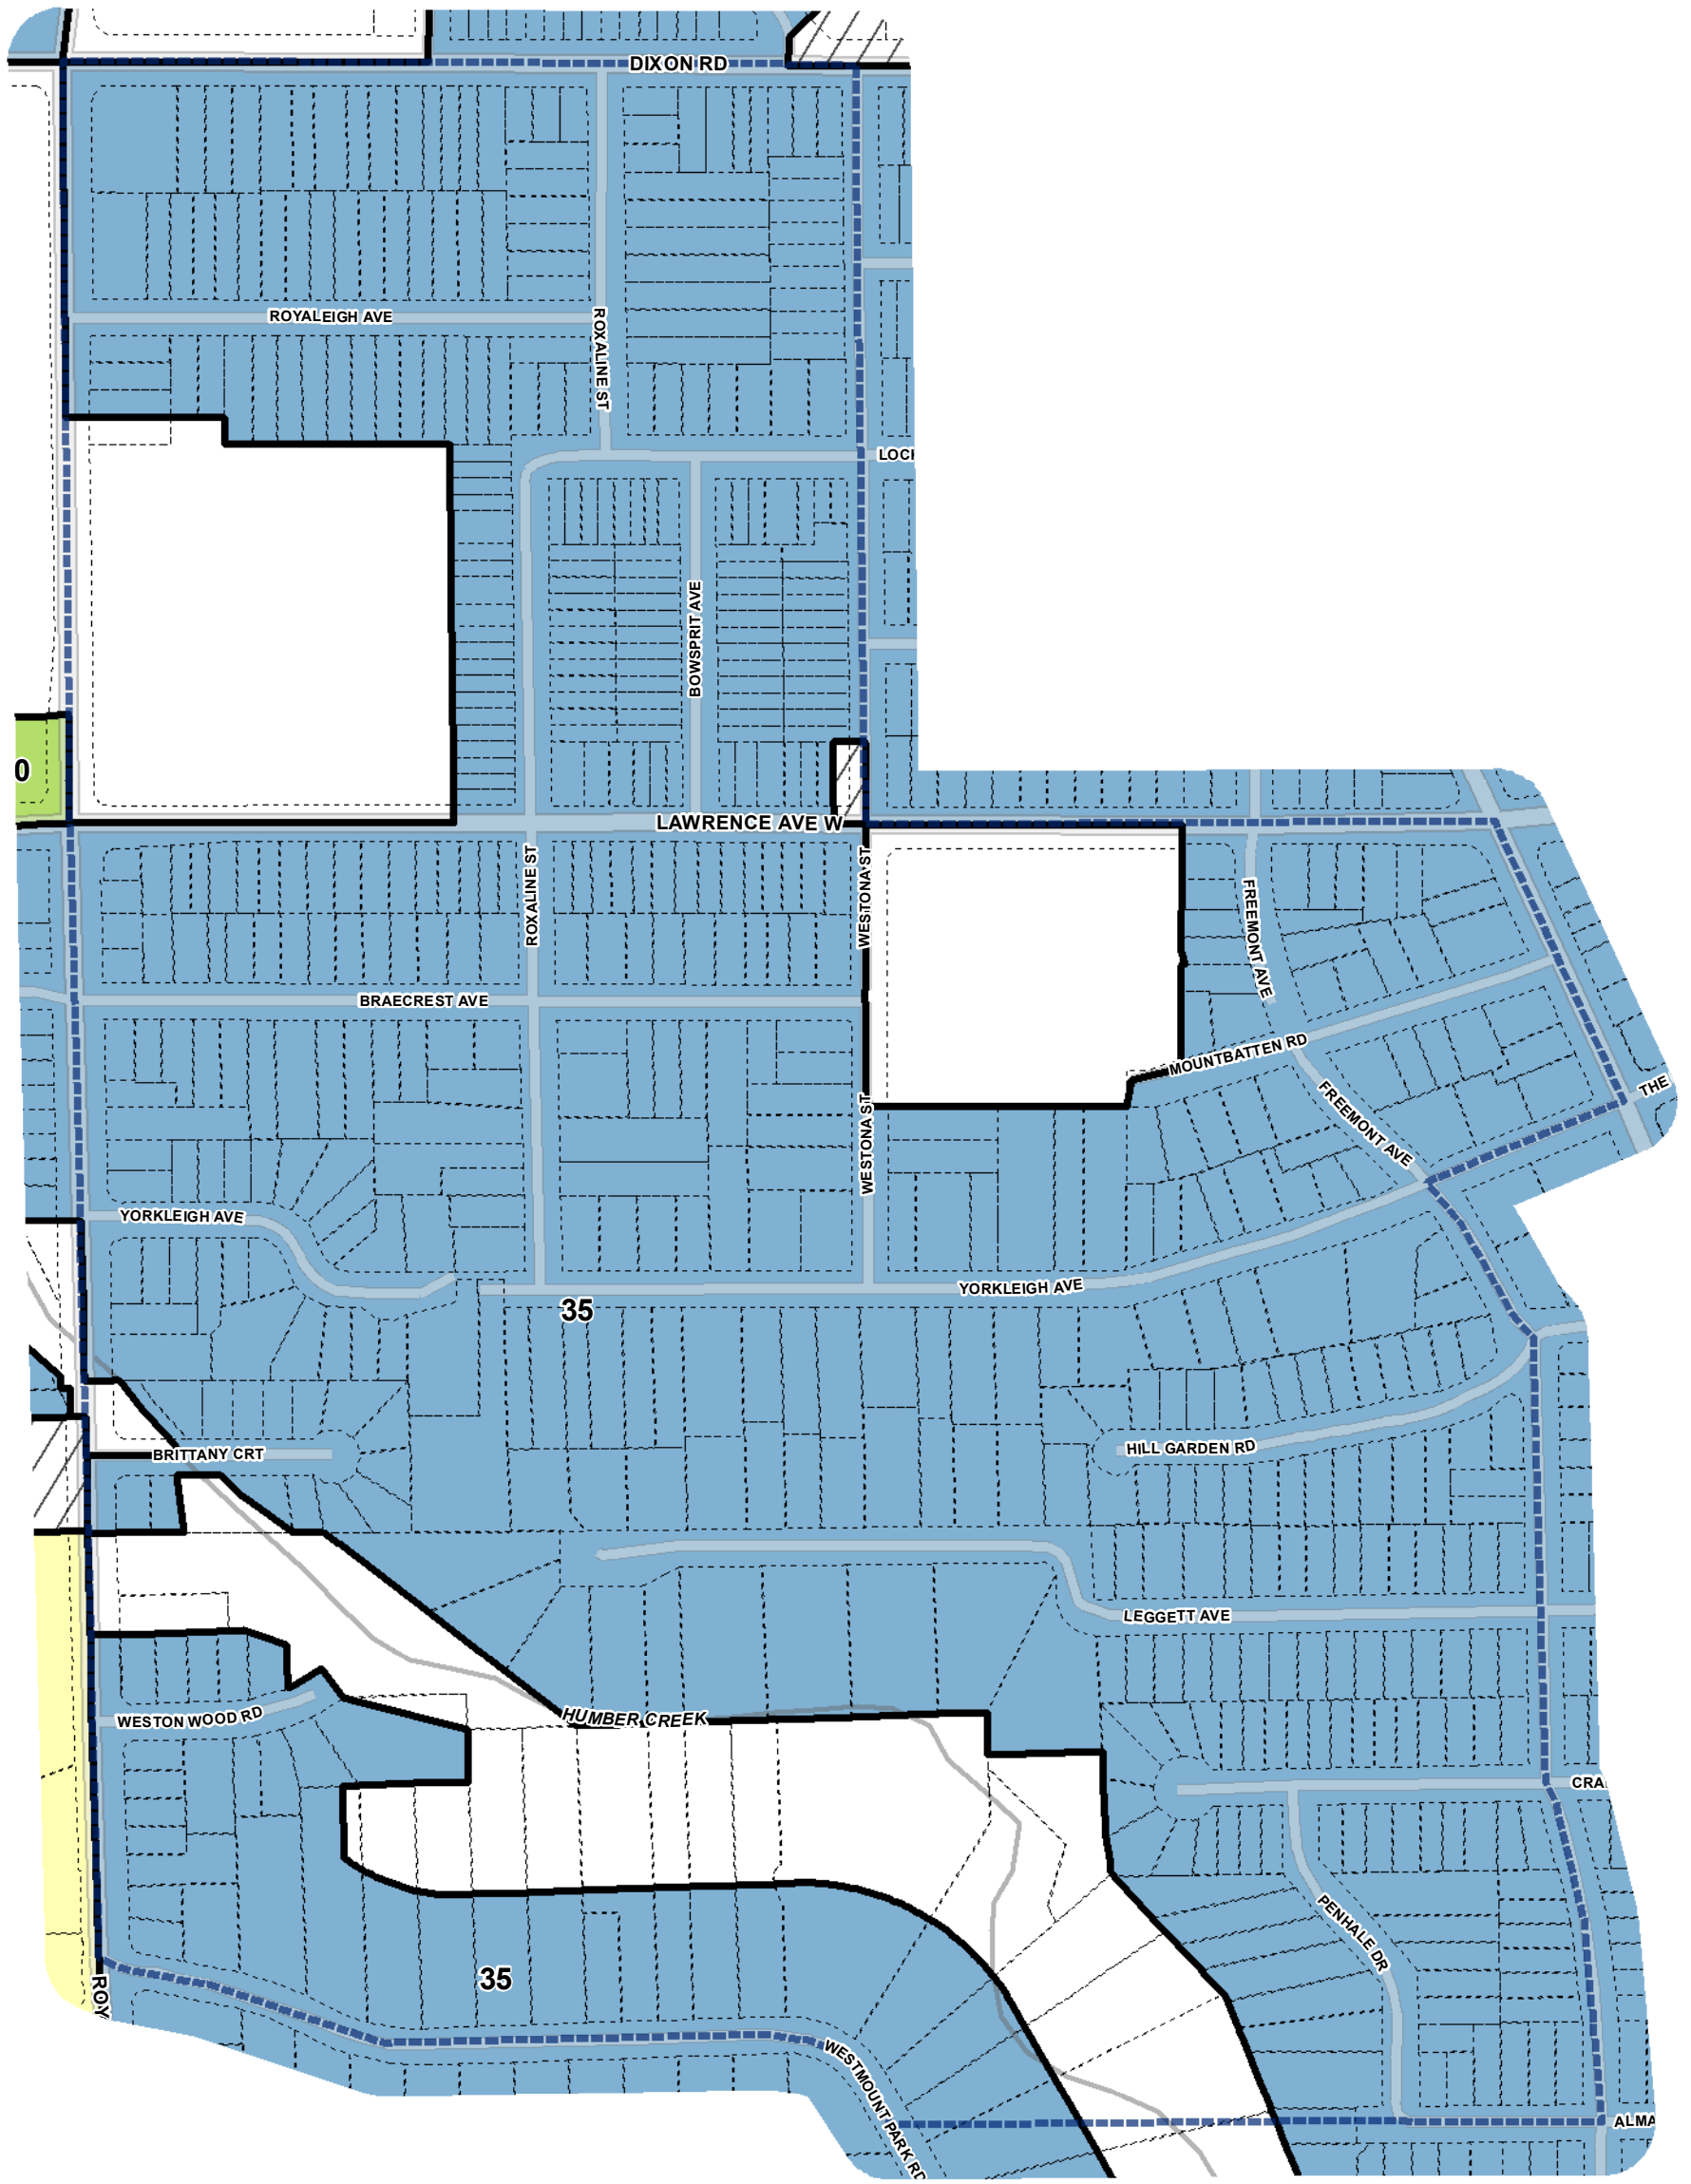 DIXON RD
ROYALEIGH AVE
ROXALINE ST
LOCH
BOWSPRIT AVE
0
LAWRENCE AVE W
ROXALINE ST
WESTONA ST
FREEMONT AVE
BRAECREST AVE
MOUNTBATTEN RD
THE
FREEMONT AVE
WESTONA ST
YORKLEIGH AVE
YORKLEIGH AVE
35
HILL GARDEN RD
BRITTANY CRT
LEGGETT AVE
HUMBER CREEK
WESTON WOOD RD
CRA
PENHALE DR
35
ROY
WESTMOUNT PARK RD
ALMA